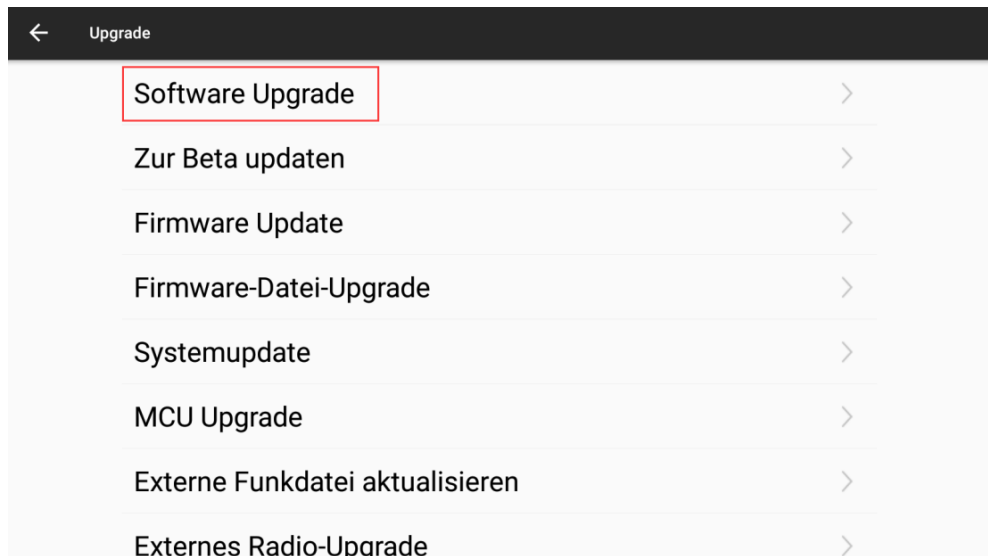 Upgrade
Software Upgrade
Zur Beta updaten
Firmware Update
Firmware-Datei-Upgrade
Systemupdate
MCU Upgrade
Externe Funkdatei aktualisieren
Externes Radio-Upgrade